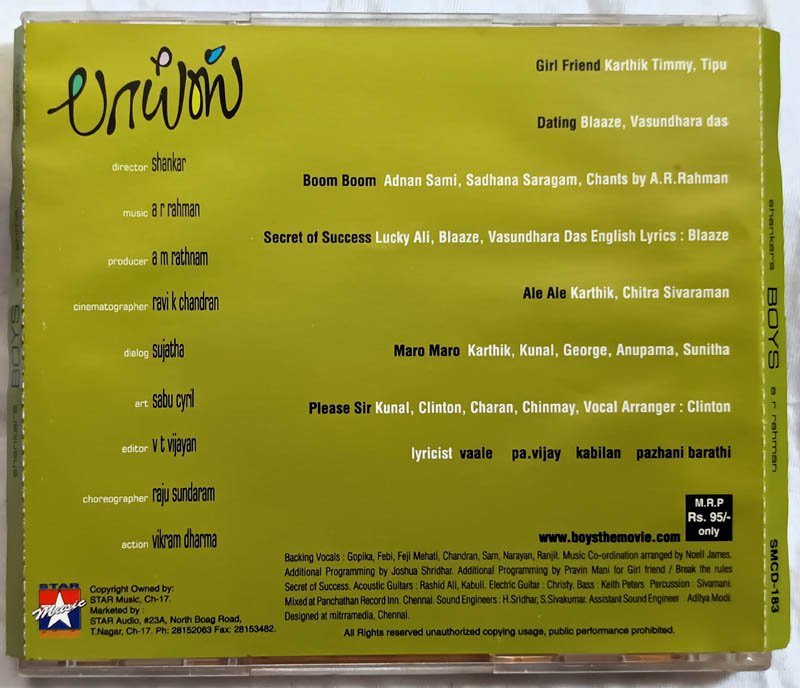 பாய்ஸ்
director shankar
music a r rahman
producer a m rathnam
cinematographer ravi k chandran
dialog sujatha
art sabu cyril
editor v t vijayan
choreographer raju sundaram
action vikram dharma
Girl Friend Karthik Timmy, Tipu
Dating Blaaze, Vasundhara das
Boom Boom Adnan Sami, Sadhana Saragam, Chants by A.R.Rahman
Secret of Success Lucky Ali, Blaaze, Vasundhara Das English Lyrics : Blaaze
Ale Ale Karthik, Chitra Sivaraman
Maro Maro Karthik, Kunal, George, Anupama, Sunitha
Please Sir Kunal, Clinton, Charan, Chinmay, Vocal Arranger : Clinton
lyricist vaale pa.vijay kabilan pazhani barathi
M.R.P
Rs. 95/-
only
www.boysthemovie.com
Backing Vocals : Gopika, Febi, Feji Mehati, Chandran, Sam, Narayan, Ranjit. Music Co-ordination arranged by Noell James.
Additional Programming by Joshua Shridhar. Additional Programming by Pravin Mani for Girl friend / Break the rules
Secret of Success. Acoustic Guitars : Rashid Ali, Kabuli. Electric Guitar : Christy. Bass : Keith Peters Percussion : Sivamani.
Mixed at Panchathan Record Inn. Chennai. Sound Engineers : H.Sridhar, S.Sivakumar. Assistant Sound Engineer : Aditya Modi.
Designed at mitrramedia, Chennai.
All Rights reserved unauthorized copying usage, public performance prohibited.
STAR
Music
Copyright Owned by:
STAR Music, Ch-17.
Marketed by :
STAR Audio, #23A, North Boag Road,
T.Nagar, Ch-17. Ph: 28152063 Fax: 28153482.
shankars BOYS a r rahman
shankars BOYS a r rahman SMCD-183